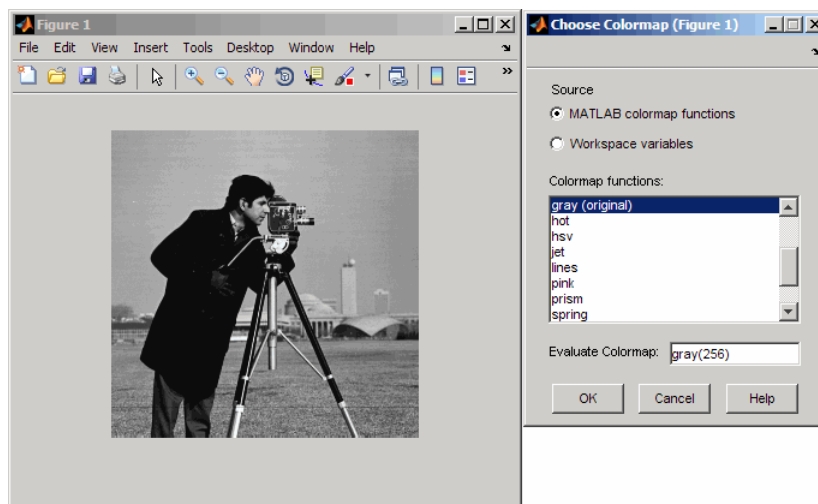 Figure 1
File Edit View Insert Tools Desktop Window Help
Choose Colormap (Figure 1)
Source
MATLAB colormap functions
Workspace variables
Colormap functions:
gray (original)
hot
hsv
jet
lines
pink
prism
spring
Evaluate Colormap: gray(256)
OK Cancel Help